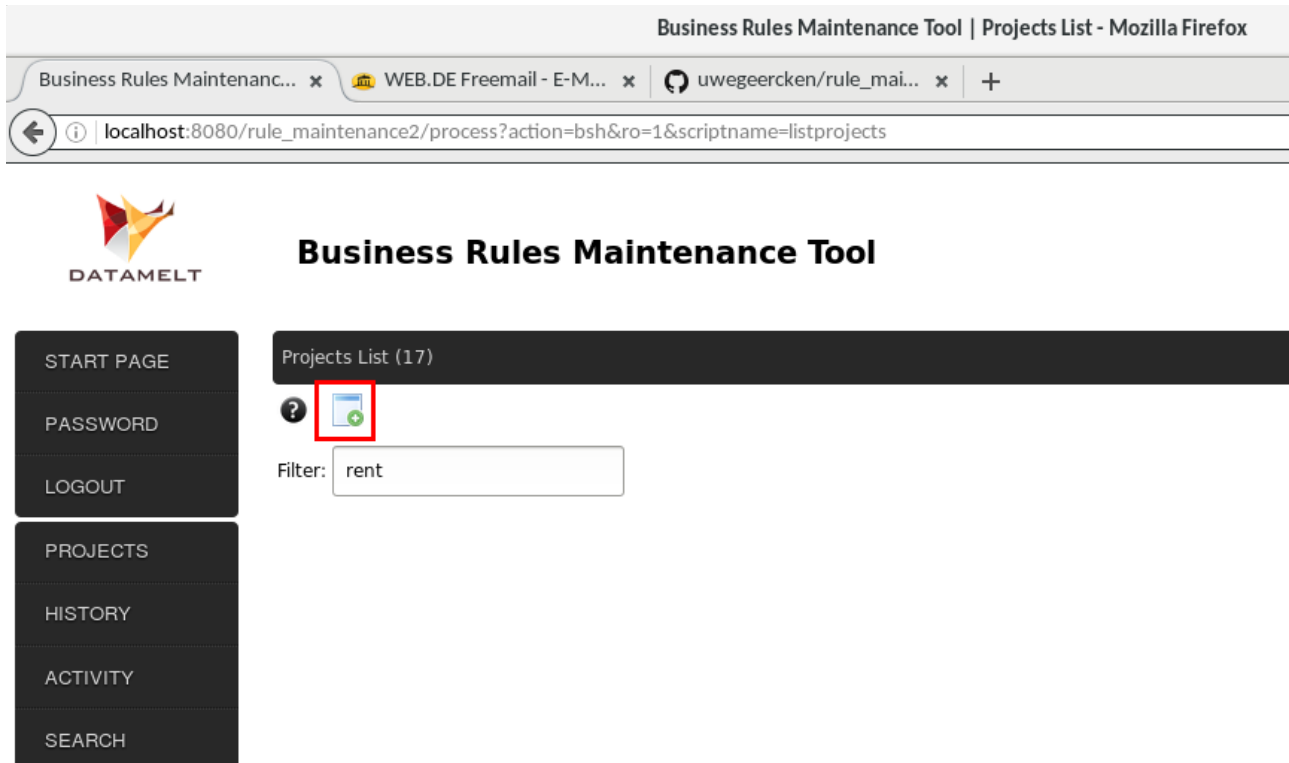 Business Rules Maintenance Tool | Projects List - Mozilla Firefox
Business Rules Maintenanc... x WEB.DE Freemail - E-M... x uwegeercken/rule_mai... x +
localhost:8080/rule_maintenance2/process?action=bsh&ro=1&scriptname=listprojects
DATAMELT
Business Rules Maintenance Tool
START PAGE
PASSWORD
LOGOUT
PROJECTS
HISTORY
ACTIVITY
SEARCH
Projects List (17)
?
Filter: rent